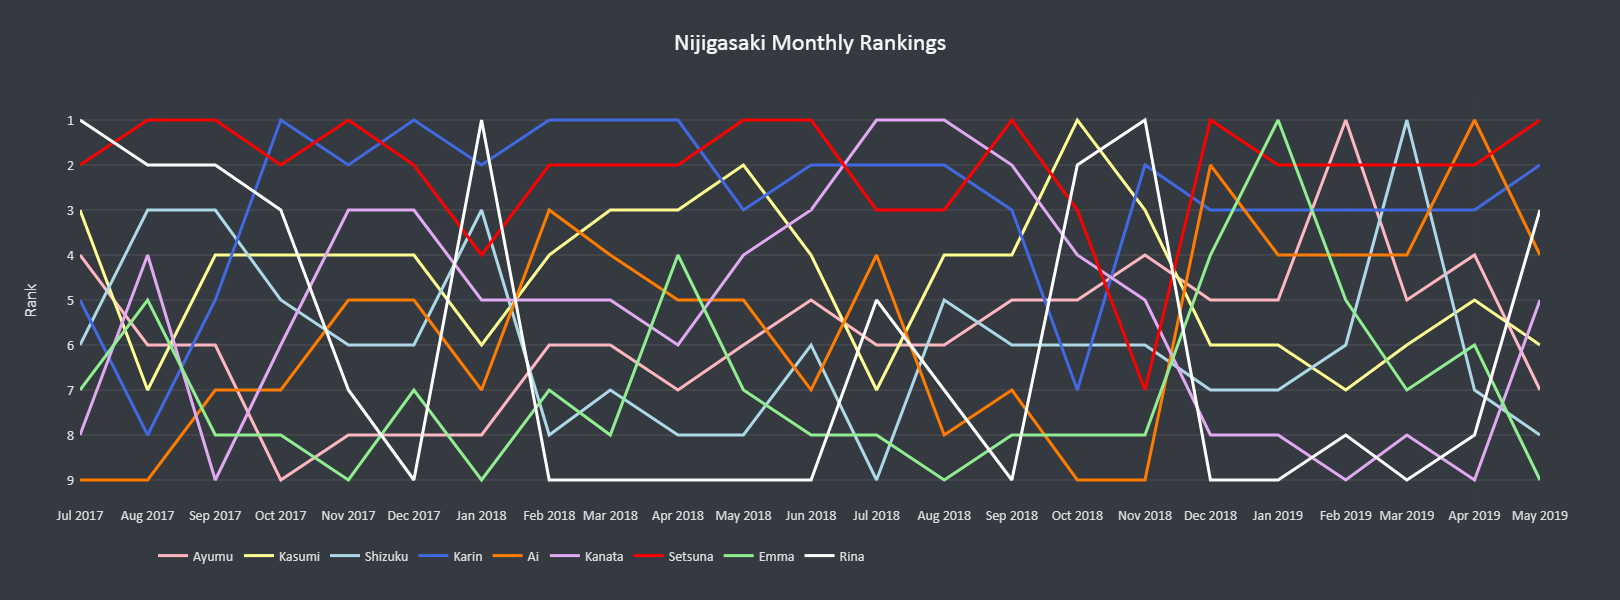 Nijigasaki Monthly Rankings
1
2
3
4
5
6
7
8
9
Rank
Jul 2017 Aug 2017 Sep 2017 Oct 2017 Nov 2017 Dec 2017 Jan 2018 Feb 2018 Mar 2018 Apr 2018 May 2018 Jun 2018 Jul 2018 Aug 2018 Sep 2018 Oct 2018 Nov 2018 Dec 2018 Jan 2019 Feb 2019 Mar 2019 Apr 2019 May 2019
Ayumu Kasumi Shizuku Karin Ai Kanata Setsuna Emma Rina